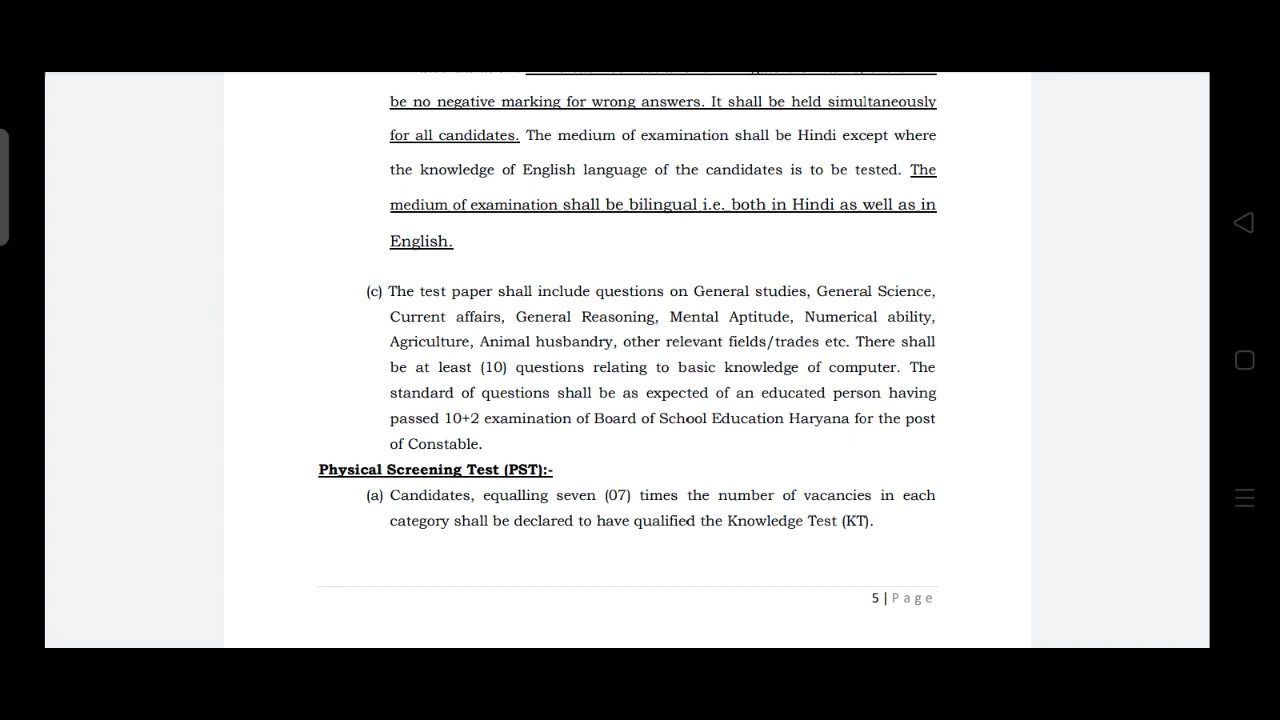 be no negative marking for wrong answers. It shall be held simultaneously
for all candidates. The medium of examination shall be Hindi except where
the knowledge of English language of the candidates is to be tested. The
medium of examination shall be bilingual i.e. both in Hindi as well as in
English.
(c) The test paper shall include questions on General studies, General Science,
Current affairs, General Reasoning, Mental Aptitude, Numerical ability,
Agriculture, Animal husbandry, other relevant fields/trades etc. There shall
be at least (10) questions relating to basic knowledge of computer. The
standard of questions shall be as expected of an educated person having
passed 10+2 examination of Board of School Education Haryana for the post
of Constable.
Physical Screening Test (PST):-
(a) Candidates, equalling seven (07) times the number of vacancies in each
category shall be declared to have qualified the Knowledge Test (KT).
5 | Page